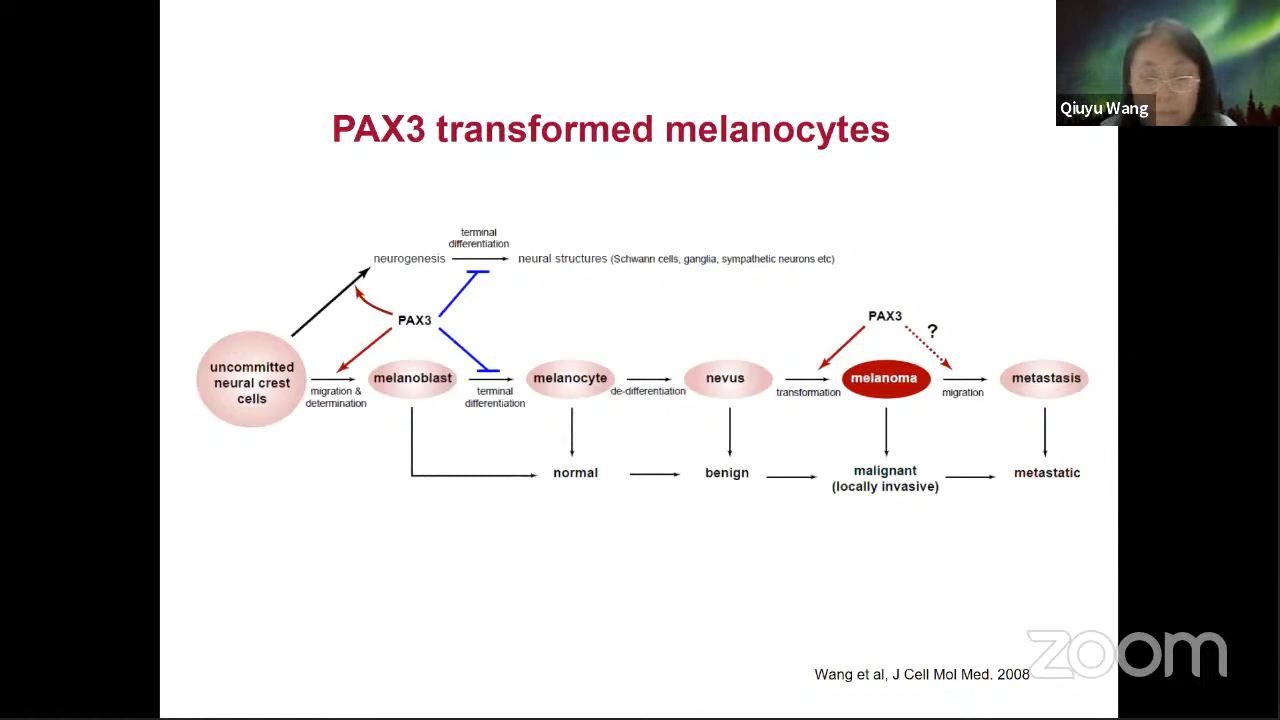 Qiuyu Wang
PAX3 transformed melanocytes
terminal
differentiation
neurogenesis
neural structures (Schwann cells, ganglia, sympathetic neurons etc)
PAX3
PAX3
?
uncommitted
neural crest
cells
migration &
determination
melanoblast
terminal
differentiation
melanocyte
de-differentiation
nevus
transformation
melanoma
migration
metastasis
normal
benign
malignant
(locally invasive)
metastatic
Wang et al, J Cell Mol Med. 2008
zoom